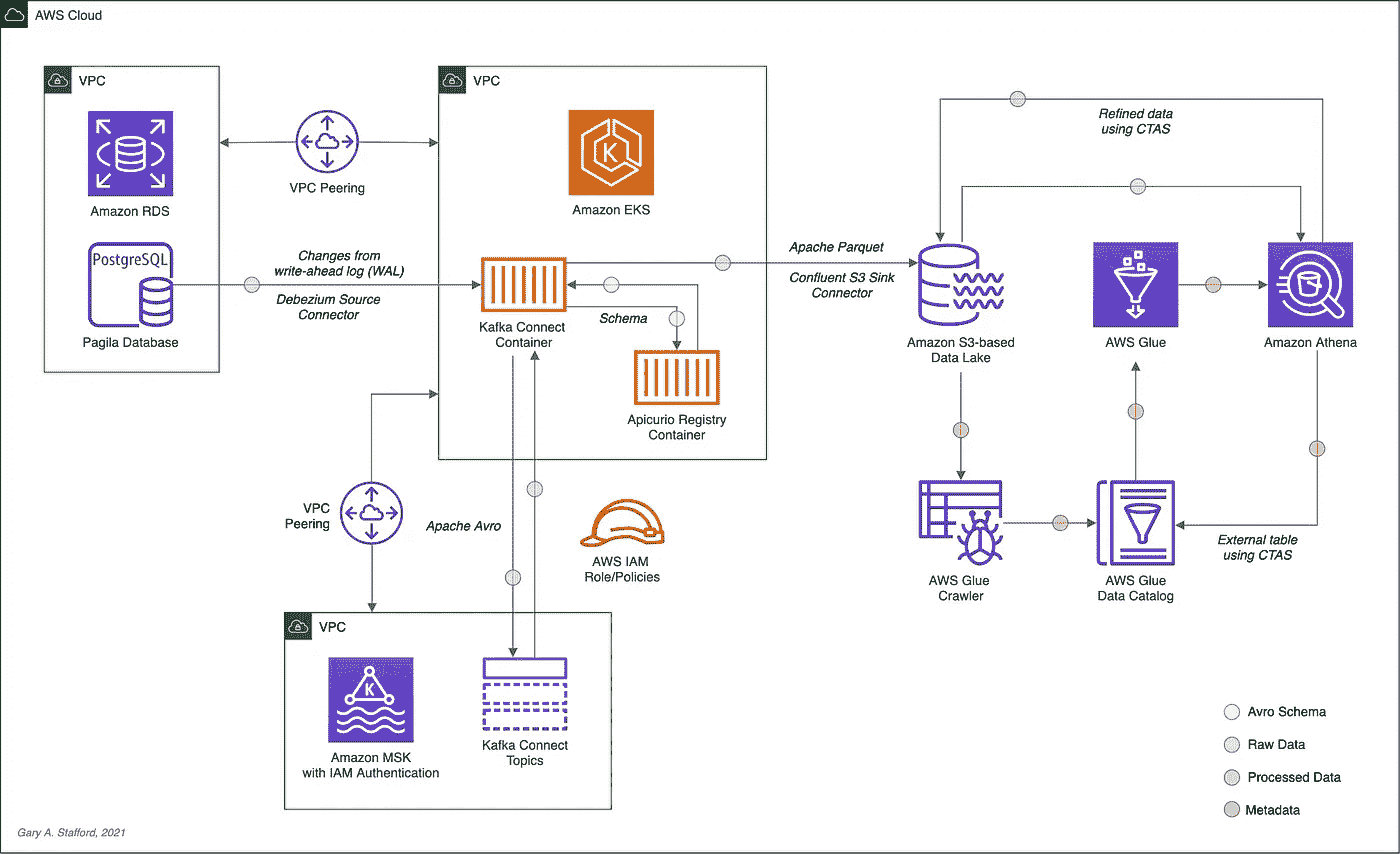 AWS Cloud
VPC
Amazon RDS
PostgreSQL
Pagila Database
VPC Peering
Changes from
write-ahead log (WAL)
Debezium Source
Connector
VPC
K
Amazon EKS
Kafka Connect
Container
Schema
Apicurio Registry
Container
Apache Parquet
Confluent S3 Sink
Connector
Refined data
using CTAS
Amazon S3-based
Data Lake
AWS Glue
Amazon Athena
AWS Glue
Crawler
AWS Glue
Data Catalog
External table
using CTAS
VPC
Peering
Apache Avro
AWS IAM
Role/Policies
VPC
K
Amazon MSK
with IAM Authentication
Kafka Connect
Topics
Avro Schema
Raw Data
Processed Data
Metadata
Gary A. Stafford, 2021